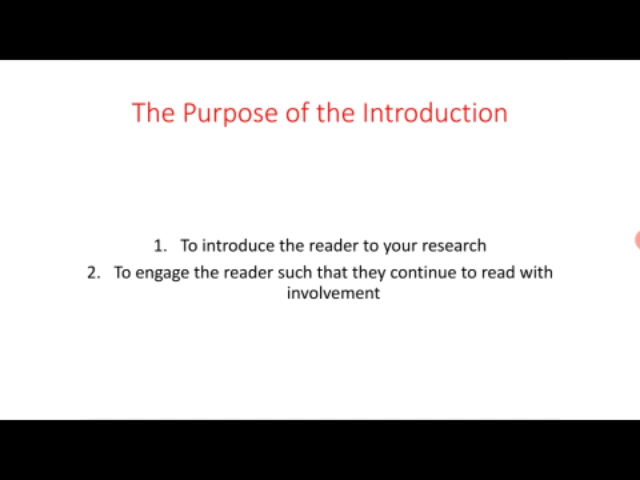 The Purpose of the Introduction
1. To introduce the reader to your research
2. To engage the reader such that they continue to read with
involvement